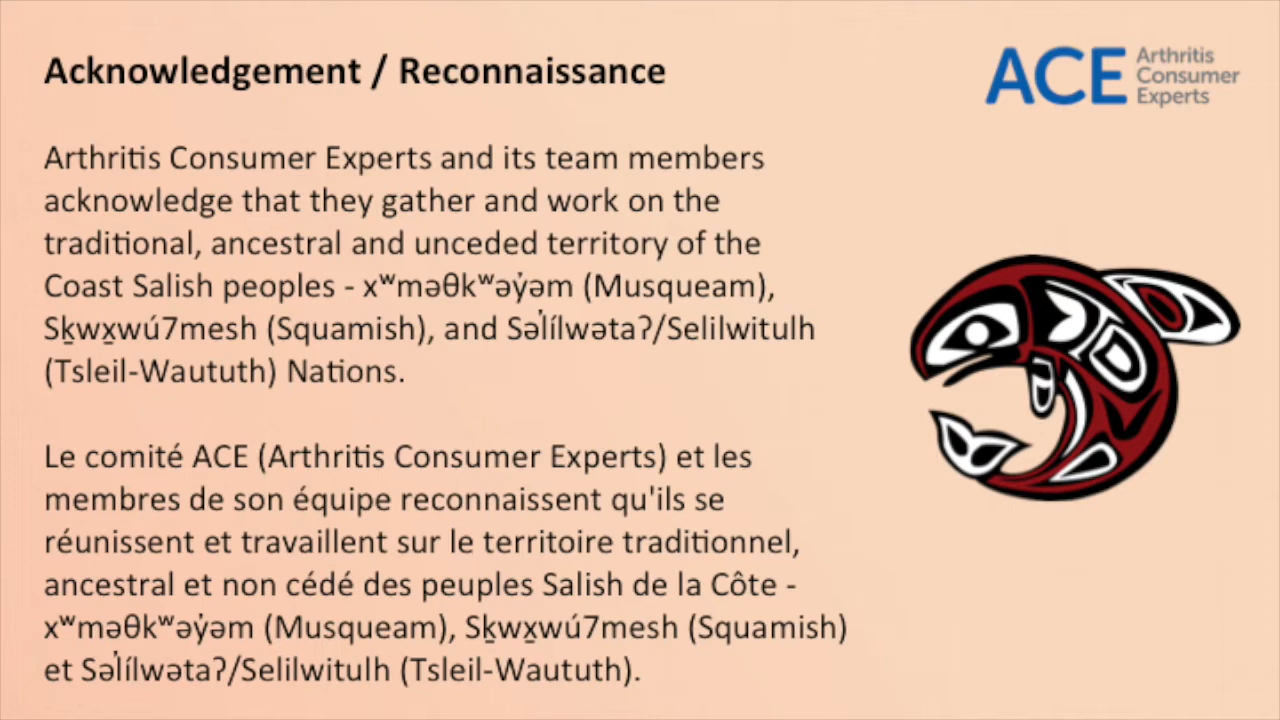 Acknowledgement / Reconnaissance
ACE Arthritis
Consumer
Experts
Arthritis Consumer Experts and its team members
acknowledge that they gather and work on the
traditional, ancestral and unceded territory of the
Coast Salish peoples - xʷməθkʷəy̓əm (Musqueam),
Sḵwx̱wú7mesh (Squamish), and Səl̓ílwətaʔ/Selilwitulh
(Tsleil-Waututh) Nations.
Le comité ACE (Arthritis Consumer Experts) et les
membres de son équipe reconnaissent qu'ils se
réunissent et travaillent sur le territoire traditionnel,
ancestral et non cédé des peuples Salish de la Côte -
xʷməθkʷəy̓əm (Musqueam), Sḵwx̱wú7mesh (Squamish)
et Səl̓ílwətaʔ/Selilwitulh (Tsleil-Waututh).